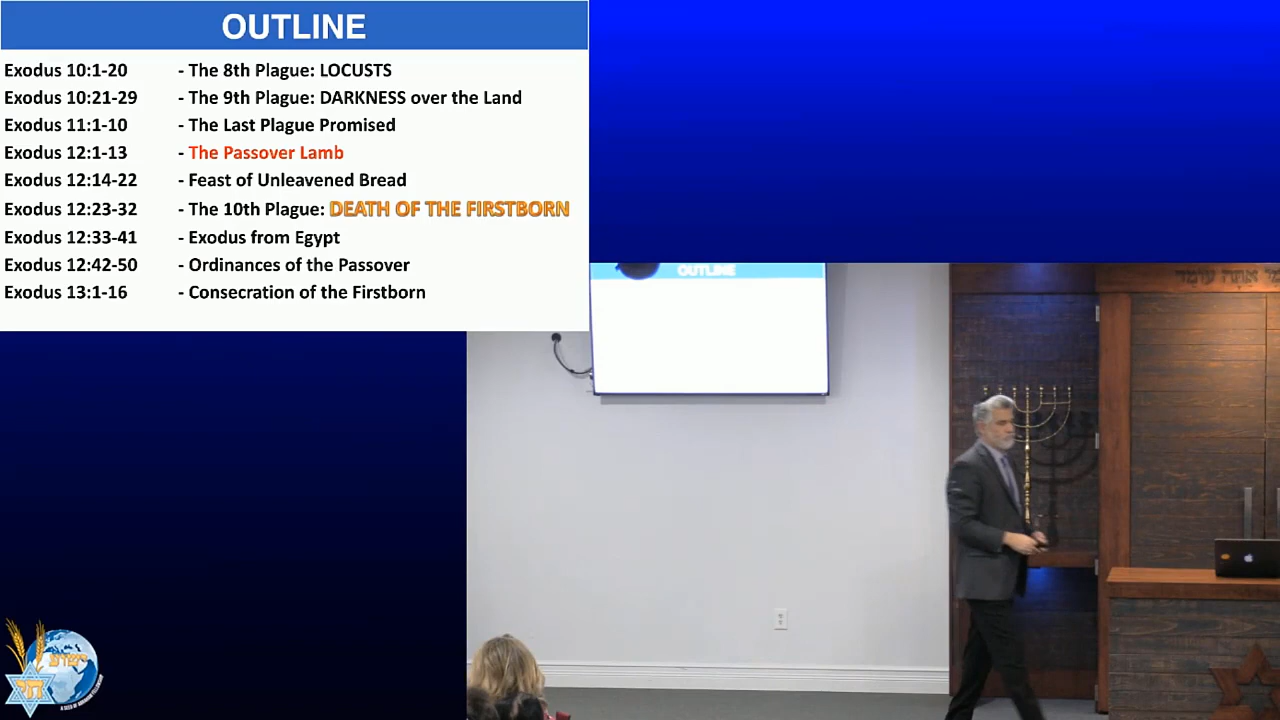 OUTLINE
Exodus 10:1-20 - The 8th Plague: LOCUSTS
Exodus 10:21-29 - The 9th Plague: DARKNESS over the Land
Exodus 11:1-10 - The Last Plague Promised
Exodus 12:1-13 - The Passover Lamb
Exodus 12:14-22 - Feast of Unleavened Bread
Exodus 12:23-32 - The 10th Plague: DEATH OF THE FIRSTBORN
Exodus 12:33-41 - Exodus from Egypt
Exodus 12:42-50 - Ordinances of the Passover
Exodus 13:1-16 - Consecration of the Firstborn
OUTLINE
אתה עומד
ישוע
חי